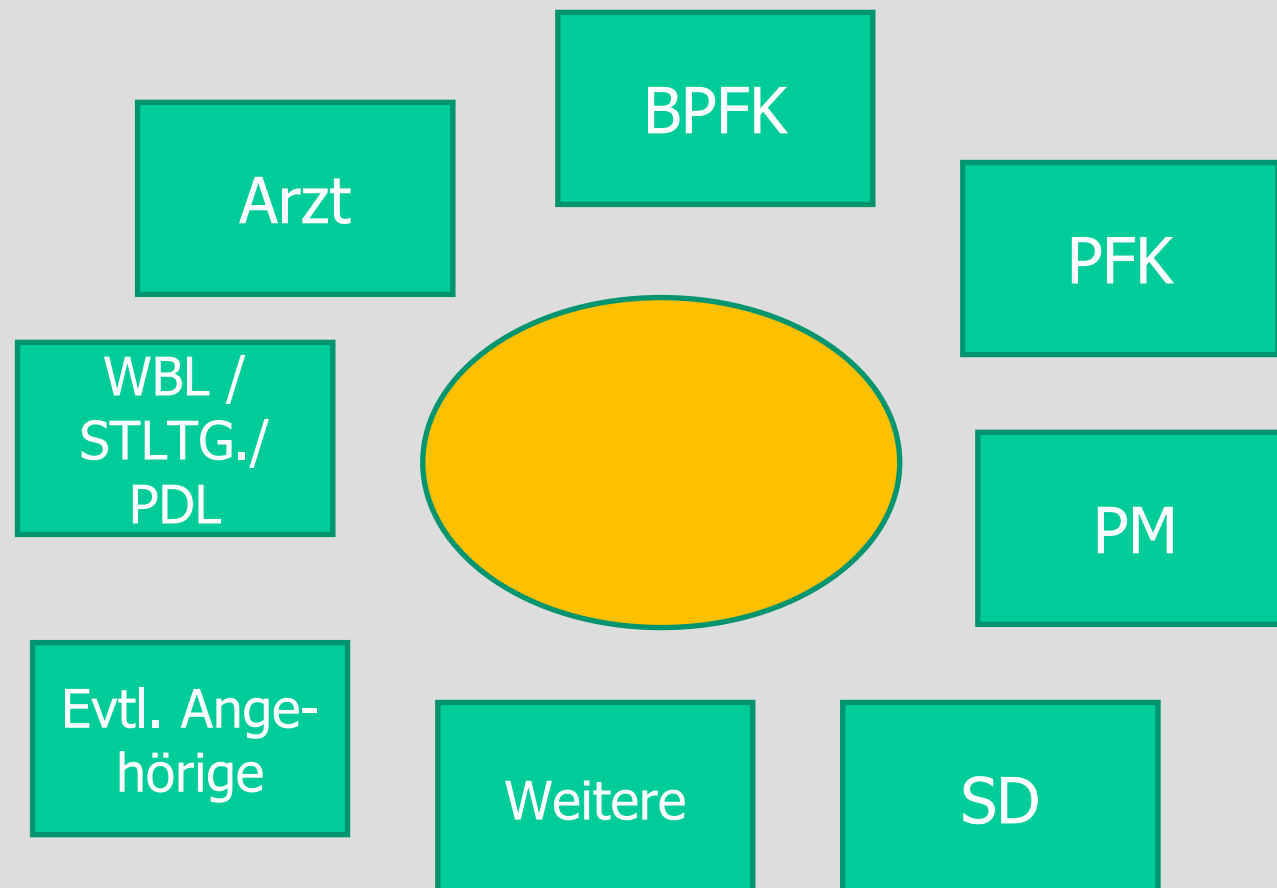 BPFK
Arzt
PFK
WBL /
STLTG./
PDL
PM
Evtl. Ange-
hörige
Weitere
SD